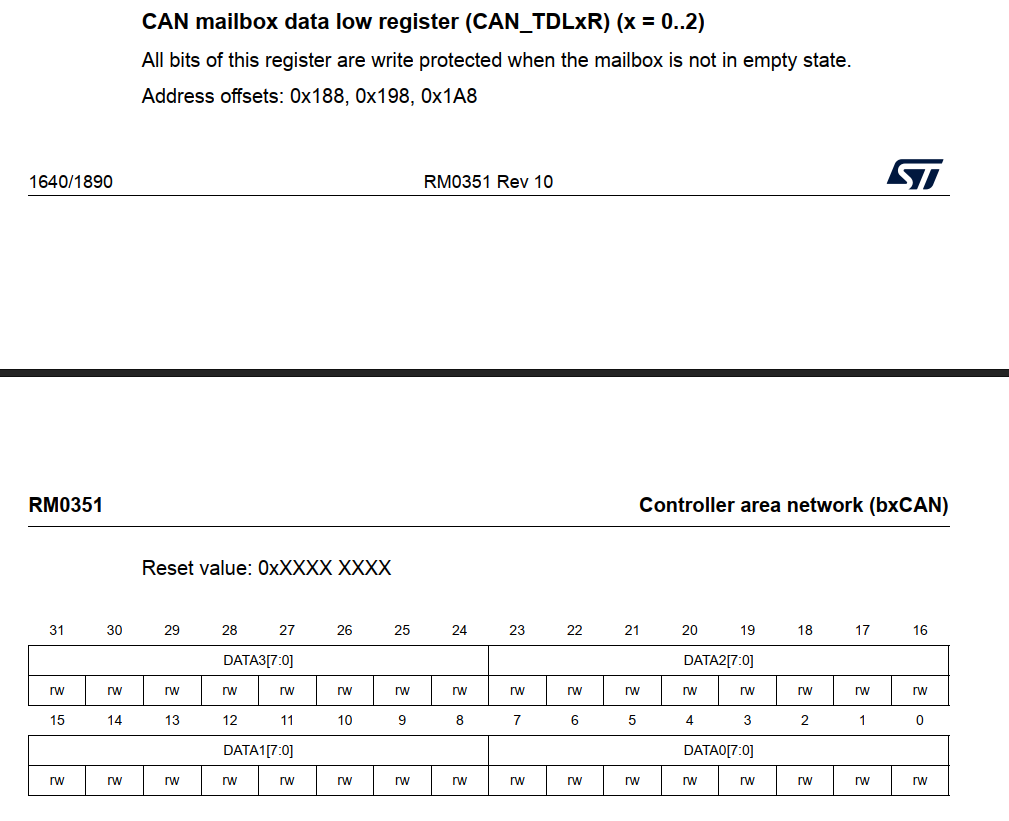 CAN mailbox data low register (CAN_TDLxR) (x = 0..2)
All bits of this register are write protected when the mailbox is not in empty state.
Address offsets: 0x188, 0x198, 0x1A8
1640/1890 RM0351 Rev 10 ST
RM0351 Controller area network (bxCAN)
Reset value: 0xXXXX XXXX
31 30 29 28 27 26 25 24 23 22 21 20 19 18 17 16
DATA3[7:0] DATA2[7:0]
rw rw rw rw rw rw rw rw rw rw rw rw rw rw rw rw
15 14 13 12 11 10 9 8 7 6 5 4 3 2 1 0
DATA1[7:0] DATA0[7:0]
rw rw rw rw rw rw rw rw rw rw rw rw rw rw rw rw